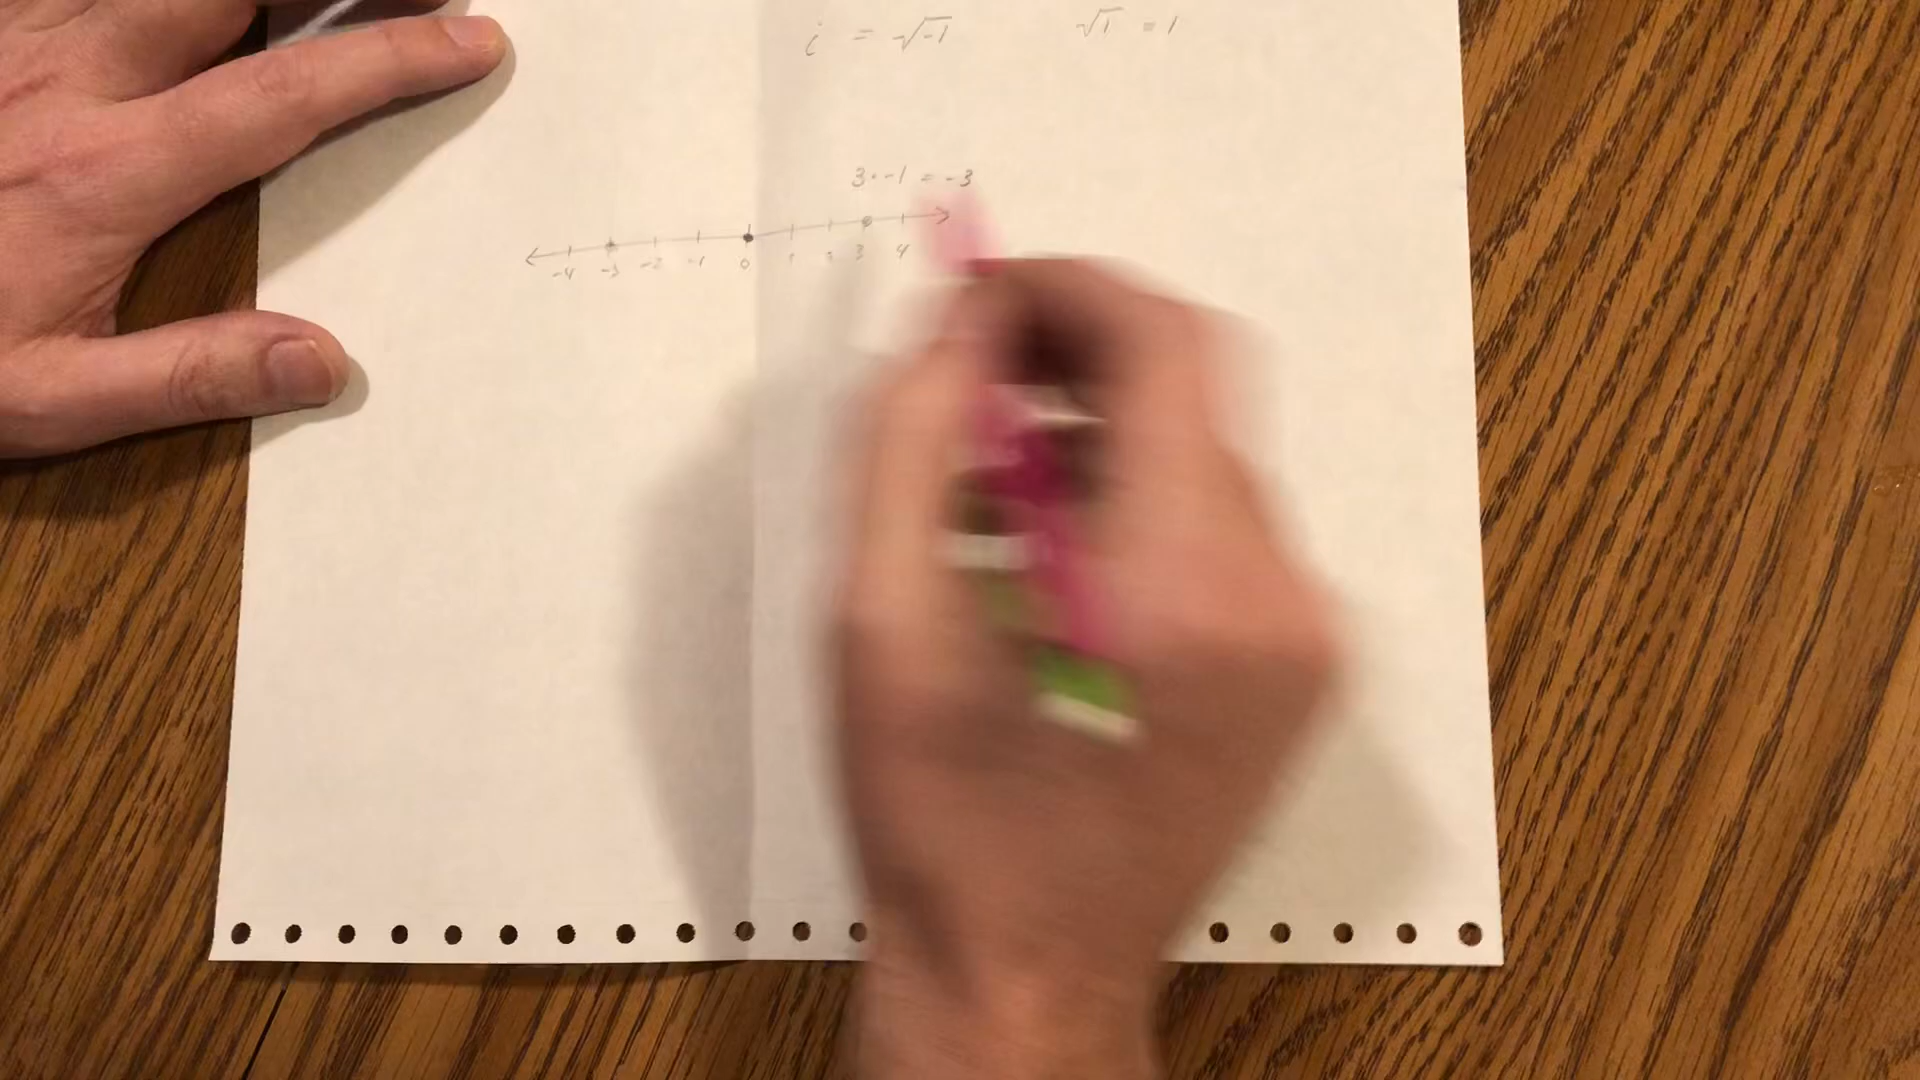 i = √-1    √1 = 1
3·-1 = -3
-4 -3 -2 -1 0 1 2 3 4